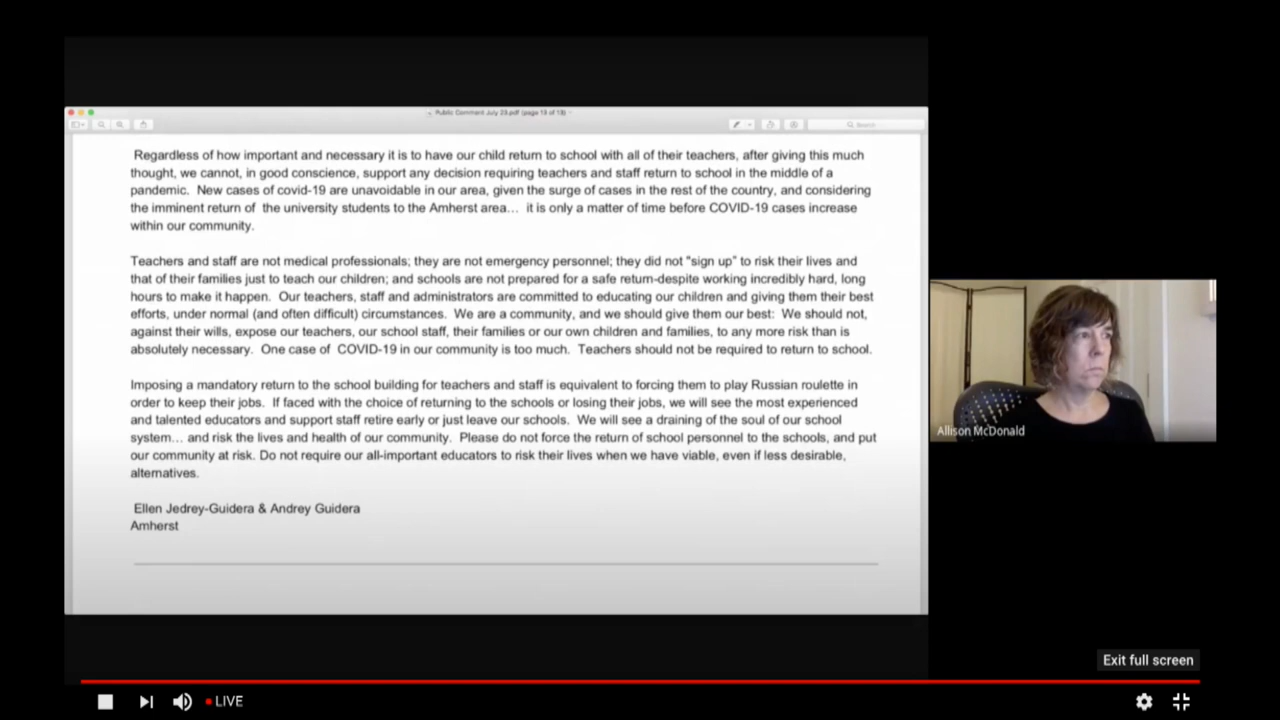 Public Comment July 23.pdf (page 13 of 13)
Search
Regardless of how important and necessary it is to have our child return to school with all of their teachers, after giving this much
thought, we cannot, in good conscience, support any decision requiring teachers and staff return to school in the middle of a
pandemic.  New cases of covid-19 are unavoidable in our area, given the surge of cases in the rest of the country, and considering
the imminent return of  the university students to the Amherst area…  it is only a matter of time before COVID-19 cases increase
within our community.
Teachers and staff are not medical professionals; they are not emergency personnel; they did not "sign up" to risk their lives and
that of their families just to teach our children; and schools are not prepared for a safe return-despite working incredibly hard, long
hours to make it happen.  Our teachers, staff and administrators are committed to educating our children and giving them their best
efforts, under normal (and often difficult) circumstances.  We are a community, and we should give them our best:  We should not,
against their wills, expose our teachers, our school staff, their families or our own children and families, to any more risk than is
absolutely necessary.  One case of  COVID-19 in our community is too much.  Teachers should not be required to return to school.
Imposing a mandatory return to the school building for teachers and staff is equivalent to forcing them to play Russian roulette in
order to keep their jobs.  If faced with the choice of returning to the schools or losing their jobs, we will see the most experienced
and talented educators and support staff retire early or just leave our schools.  We will see a draining of the soul of our school
system… and risk the lives and health of our community.  Please do not force the return of school personnel to the schools, and put
our community at risk. Do not require our all-important educators to risk their lives when we have viable, even if less desirable,
alternatives.
Ellen Jedrey-Guidera & Andrey Guidera
Amherst
Allison McDonald
Exit full screen
LIVE